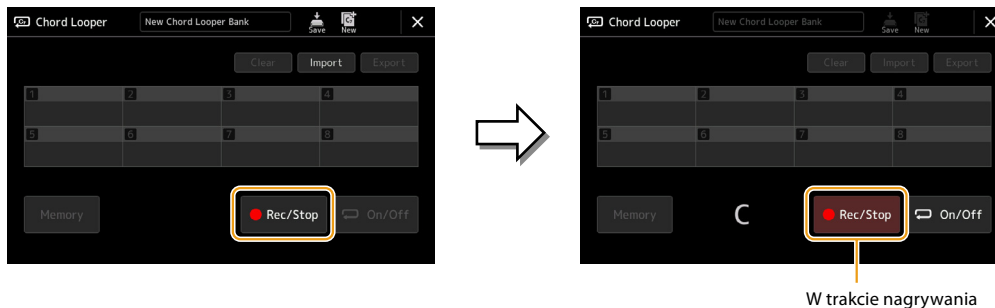 Chord Looper New Chord Looper Bank Save New
Clear Import Export
1 2 3 4
5 6 7 8
Memory Rec/Stop On/Off
Chord Looper New Chord Looper Bank Save New
Clear Import Export
1 2 3 4
5 6 7 8
Memory C Rec/Stop On/Off
W trakcie nagrywania